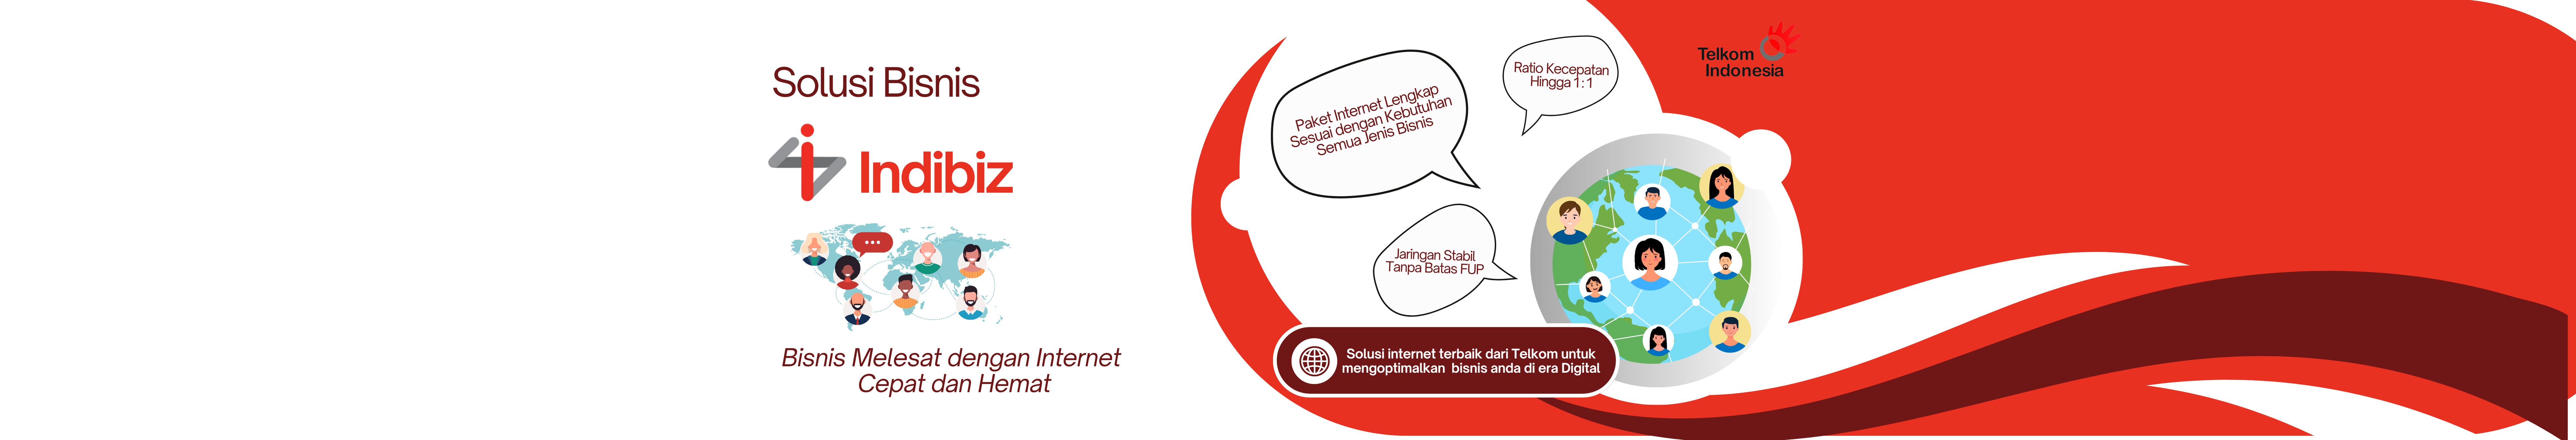 Solusi Bisnis
Indibiz
Bisnis Melesat dengan Internet
Cepat dan Hemat
Paket Internet Lengkap
Sesuai dengan Kebutuhan
Semua Jenis Bisnis
Ratio Kecepatan
Hingga 1 : 1
Jaringan Stabil
Tanpa Batas FUP
Solusi internet terbaik dari Telkom untuk
mengoptimalkan bisnis anda di era Digital
Telkom
Indonesia